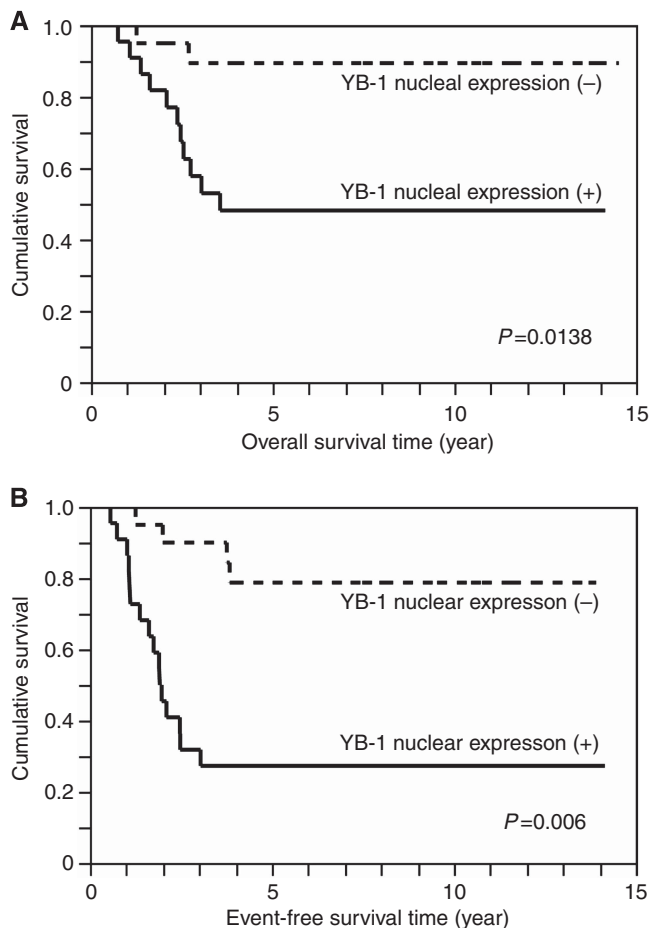 A
1.0
0.8
0.6
0.4
0.2
0
Cumulative survival
YB-1 nucleal expression (–)
YB-1 nucleal expression (+)
P=0.0138
0 5 10 15
Overall survival time (year)
B
1.0
0.8
0.6
0.4
0.2
0
Cumulative survival
YB-1 nuclear expresson (–)
YB-1 nuclear expresson (+)
P=0.006
0 5 10 15
Event-free survival time (year)